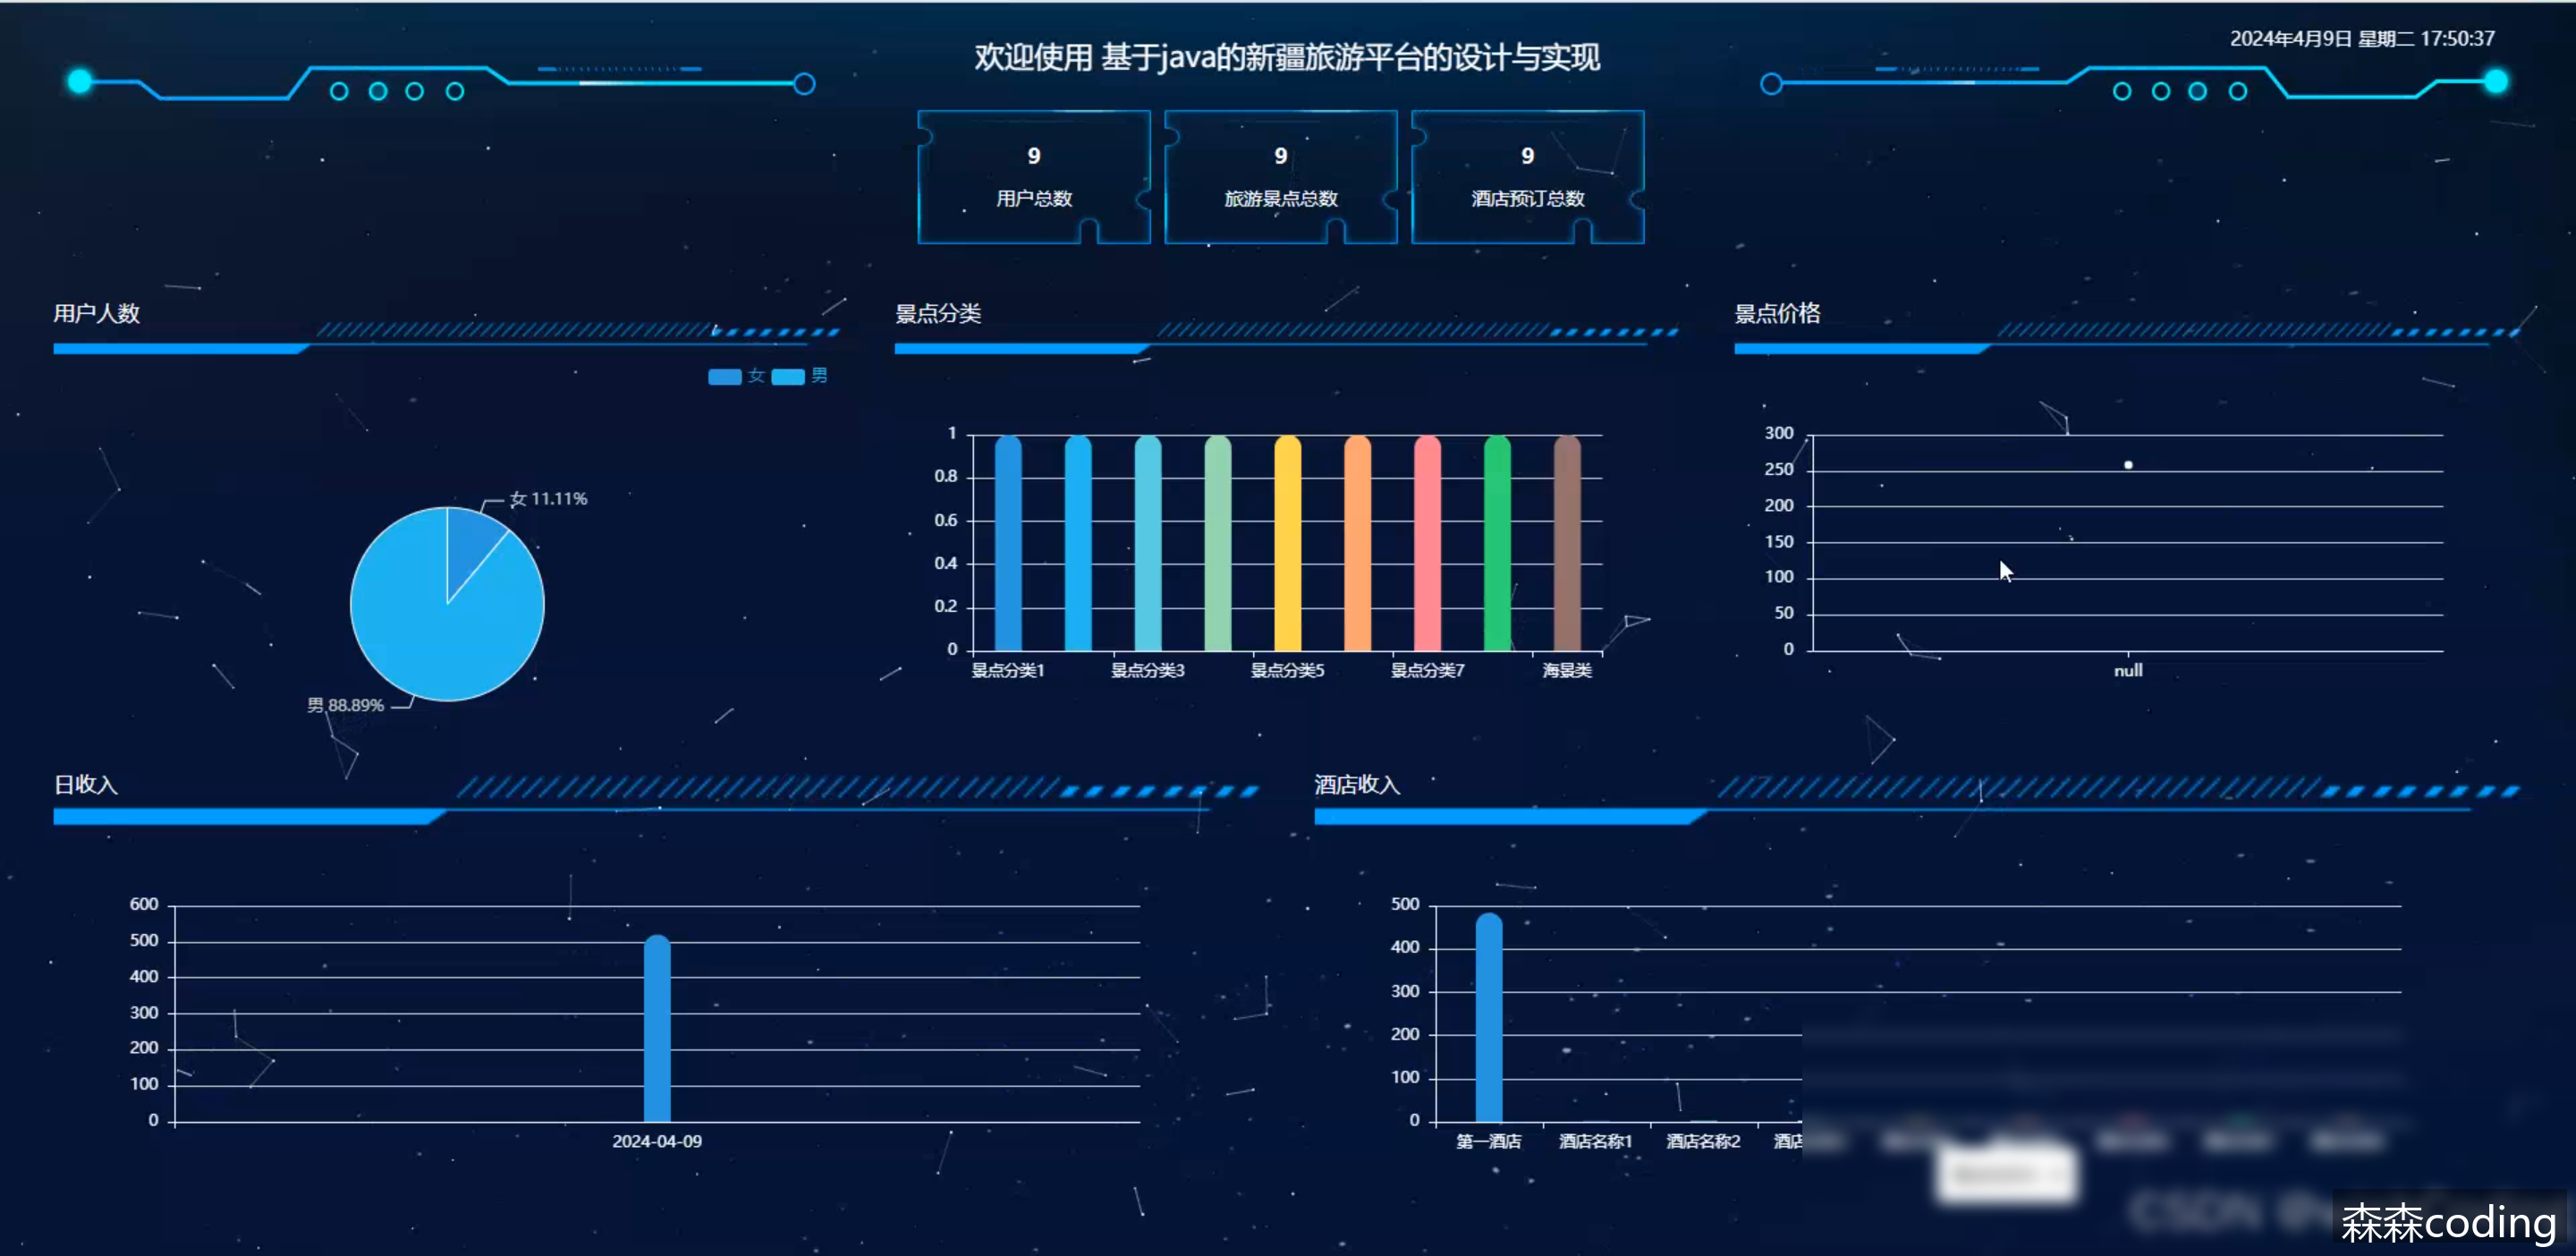 欢迎使用 基于java的新疆旅游平台的设计与实现
2024年4月9日 星期二 17:50:37
9
用户总数
9
旅游景点总数
9
酒店预订总数
用户人数
女 男
女 11.11%
男 88.89%
景点分类
1
0.8
0.6
0.4
0.2
0
景点分类1 景点分类3 景点分类5 景点分类7 海景类
景点价格
300
250
200
150
100
50
0
null
日收入
600
500
400
300
200
100
0
2024-04-09
酒店收入
500
400
300
200
100
0
第一酒店 酒店名称1 酒店名称2 酒店
CSDN
森森coding